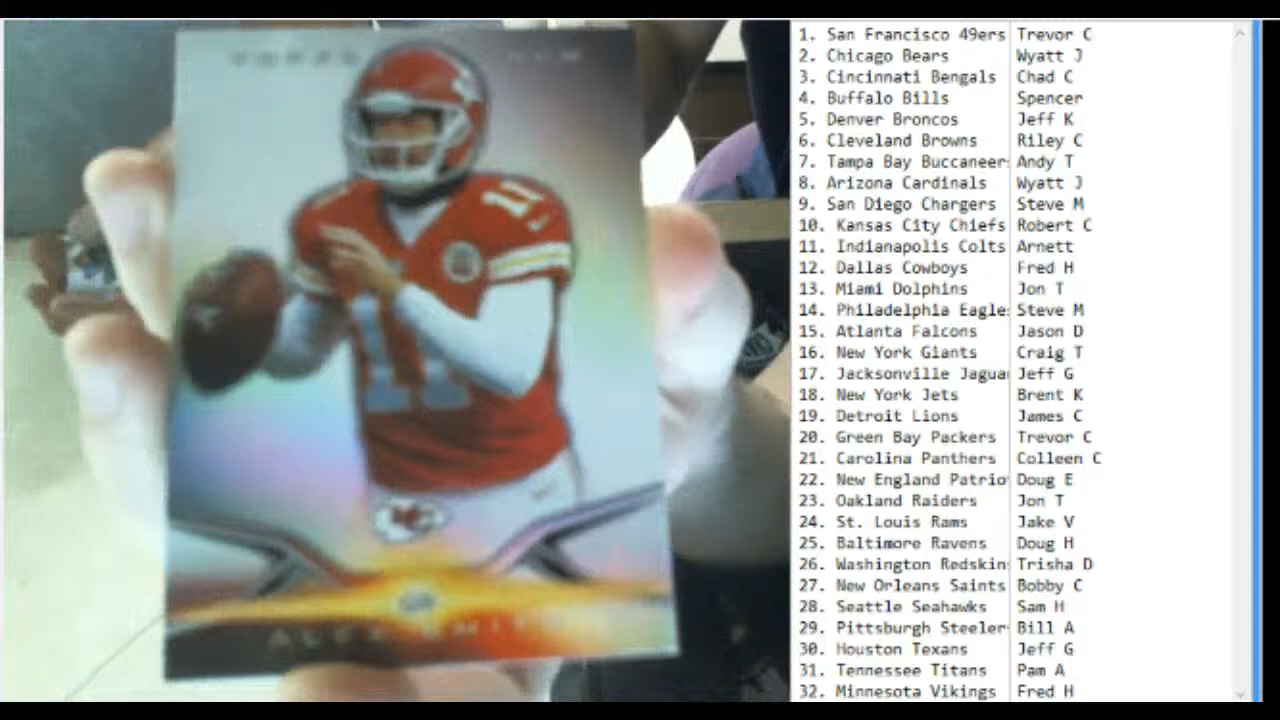 11
11
ALEX SMITH
1. San Francisco 49ers Trevor C
2. Chicago Bears Wyatt J
3. Cincinnati Bengals Chad C
4. Buffalo Bills Spencer
5. Denver Broncos Jeff K
6. Cleveland Browns Riley C
7. Tampa Bay Buccaneer Andy T
8. Arizona Cardinals Wyatt J
9. San Diego Chargers Steve M
10. Kansas City Chiefs Robert C
11. Indianapolis Colts Arnett
12. Dallas Cowboys Fred H
13. Miami Dolphins Jon T
14. Philadelphia Eagle Steve M
15. Atlanta Falcons Jason D
16. New York Giants Craig T
17. Jacksonville Jagua Jeff G
18. New York Jets Brent K
19. Detroit Lions James C
20. Green Bay Packers Trevor C
21. Carolina Panthers Colleen C
22. New England Patrio Doug E
23. Oakland Raiders Jon T
24. St. Louis Rams Jake V
25. Baltimore Ravens Doug H
26. Washington Redskin Trisha D
27. New Orleans Saints Bobby C
28. Seattle Seahawks Sam H
29. Pittsburgh Steeler Bill A
30. Houston Texans Jeff G
31. Tennessee Titans Pam A
32. Minnesota Vikings Fred H